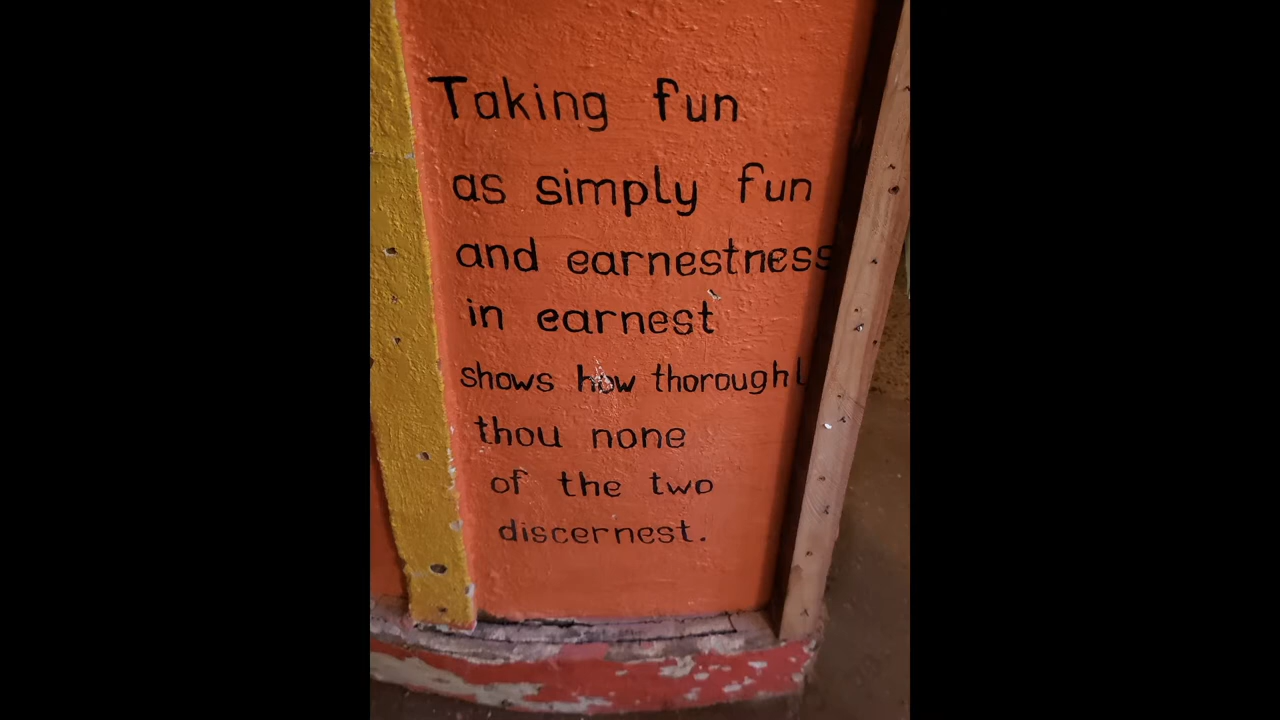 Taking fun
as simply fun
and earnestness
in earnest
shows how thoroughl
thou none
of the two
discernest.